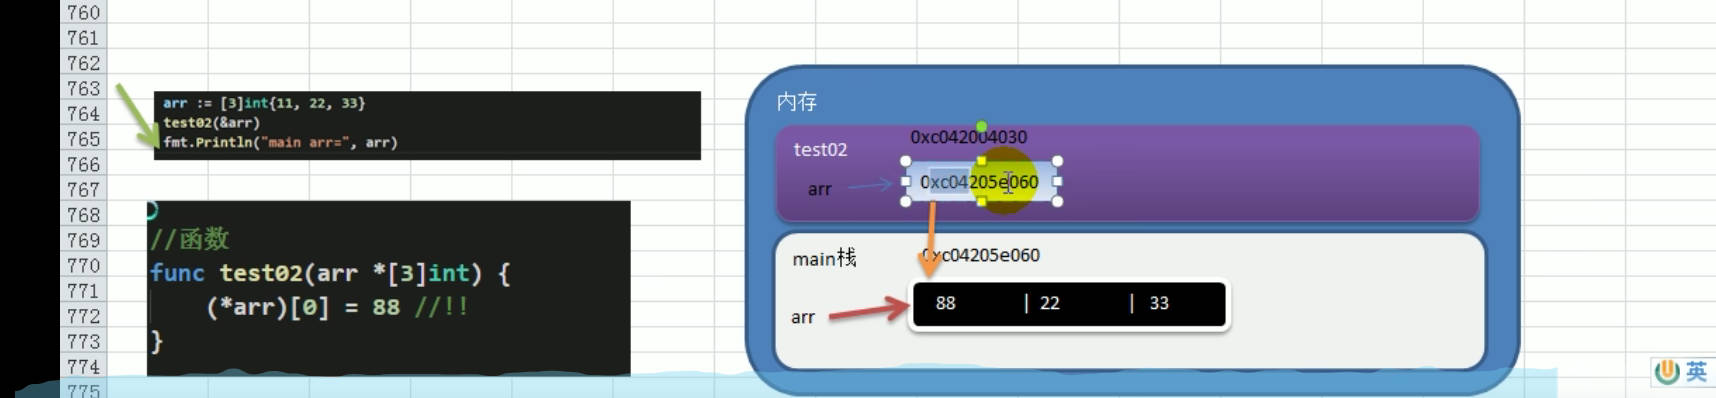 760
761
762
763
764
765
766
767
768
769
770
771
772
773
774
775
arr := [3]int{11, 22, 33}
test02(&arr)
fmt.Println("main arr=", arr)
//函数
func test02(arr *[3]int) {
(*arr)[0] = 88 //!!
}
内存
0xc042004030
test02
0xc04205e060
arr
main栈
0xc04205e060
88 | 22 | 33
arr
英